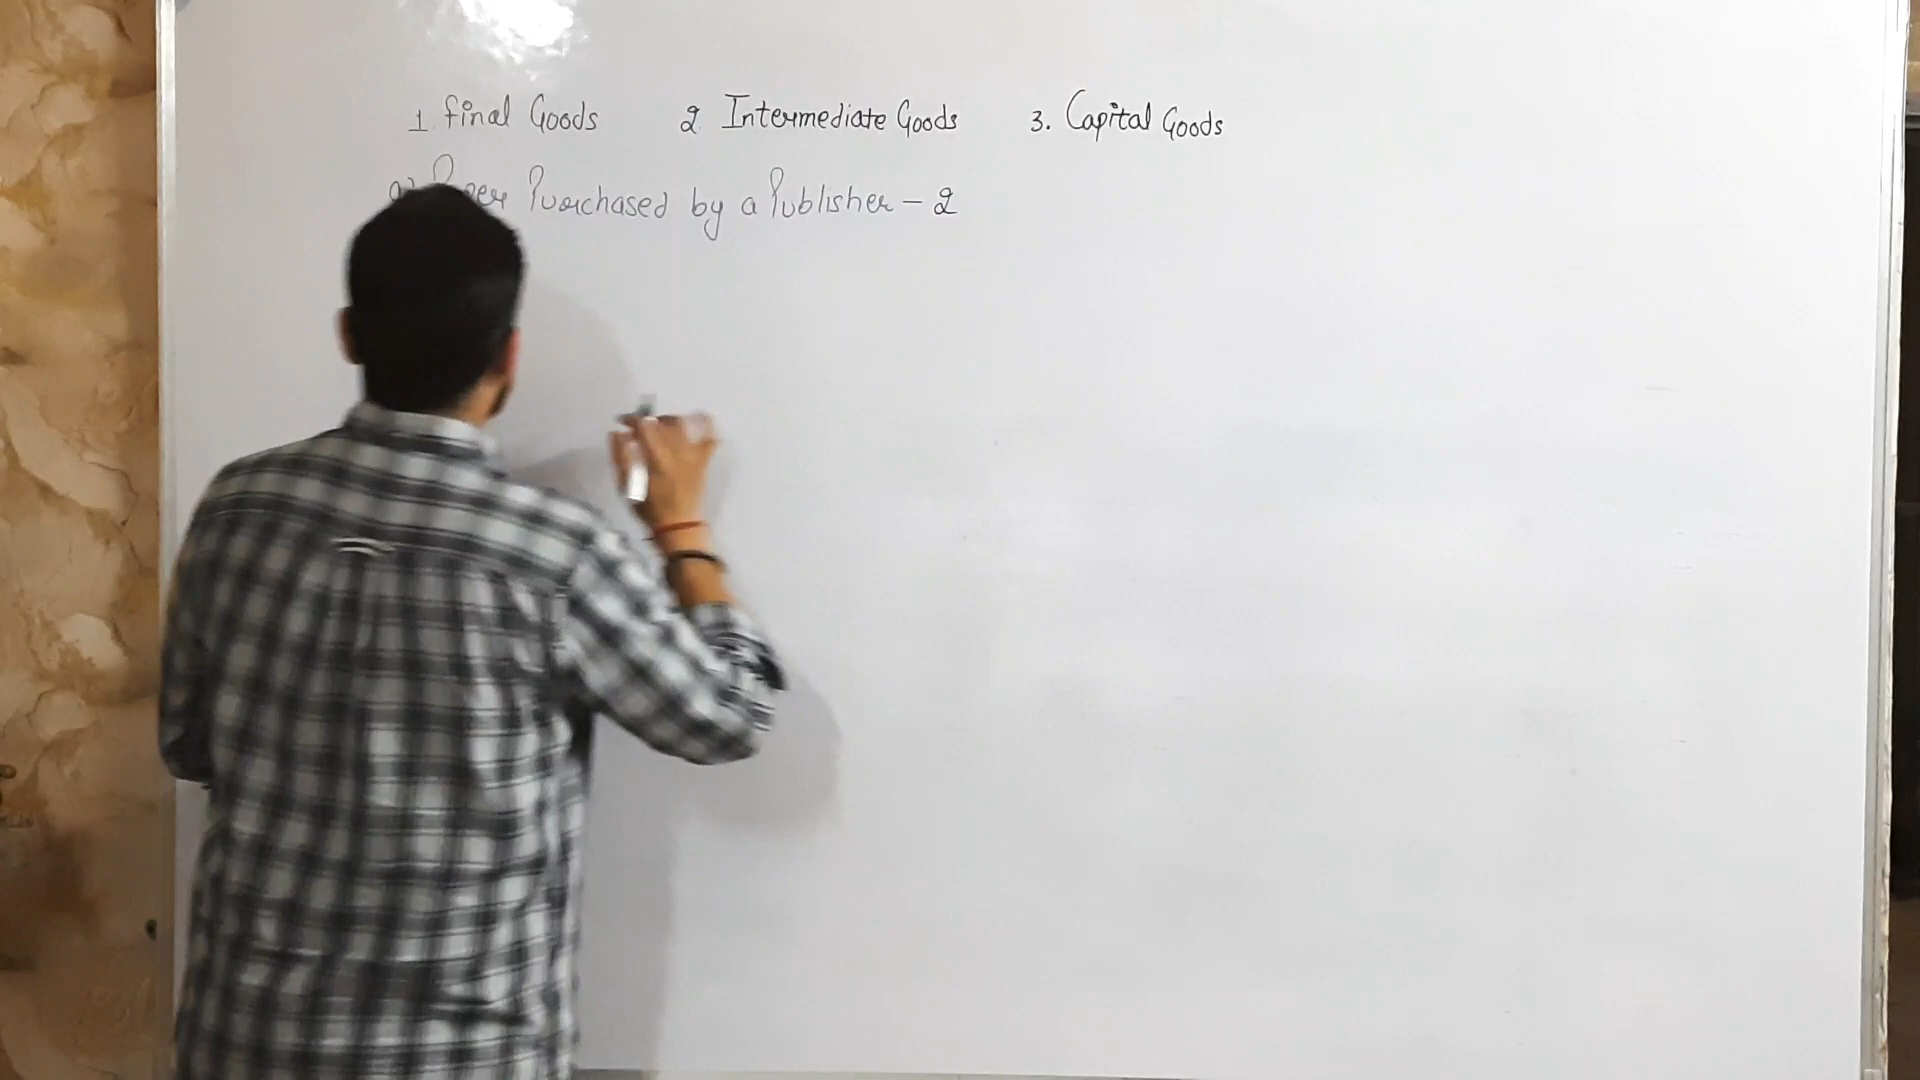 1. Final Goods 2. Intermediate Goods 3. Capital Goods
Purchased by a Publisher - 2